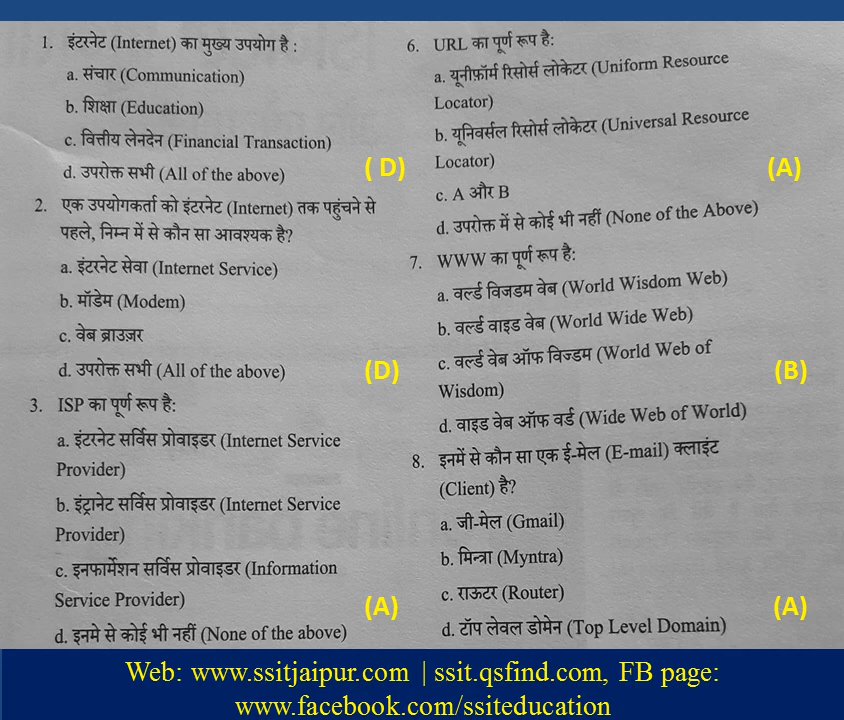 1. इंटरनेट (Internet) का मुख्य उपयोग है :
a. संचार (Communication)
b. शिक्षा (Education)
c. वित्तीय लेनदेन (Financial Transaction)
d. उपरोक्त सभी (All of the above)
( D)
2. एक उपयोगकर्ता को इंटरनेट (Internet) तक पहुंचने से
पहले, निम्न में से कौन सा आवश्यक है?
a. इंटरनेट सेवा (Internet Service)
b. मॉडेम (Modem)
c. वेब ब्राउज़र
d. उपरोक्त सभी (All of the above)
(D)
3. ISP का पूर्ण रूप है:
a. इंटरनेट सर्विस प्रोवाइडर (Internet Service
Provider)
b. इंट्रानेट सर्विस प्रोवाइडर (Internet Service
Provider)
c. इनफार्मेशन सर्विस प्रोवाइडर (Information
Service Provider)
(A)
d. इनमे से कोई भी नहीं (None of the above)
6. URL का पूर्ण रूप है:
a. यूनीफ़ॉर्म रिसोर्स लोकेटर (Uniform Resource
Locator)
b. यूनिवर्सल रिसोर्स लोकेटर (Universal Resource
Locator)
(A)
c. A और B
d. उपरोक्त में से कोई भी नहीं (None of the Above)
7. WWW का पूर्ण रूप है:
a. वर्ल्ड विजडम वेब (World Wisdom Web)
b. वर्ल्ड वाइड वेब (World Wide Web)
c. वर्ल्ड वेब ऑफ विज्डम (World Web of
Wisdom)
(B)
d. वाइड वेब ऑफ वर्ड (Wide Web of World)
8. इनमें से कौन सा एक ई-मेल (E-mail) क्लाइंट
(Client) है?
a. जी-मेल (Gmail)
b. मिन्त्रा (Myntra)
c. राऊटर (Router)
(A)
d. टॉप लेवल डोमेन (Top Level Domain)
Web: www.ssitjaipur.com | ssit.qsfind.com, FB page:
www.facebook.com/ssiteducation